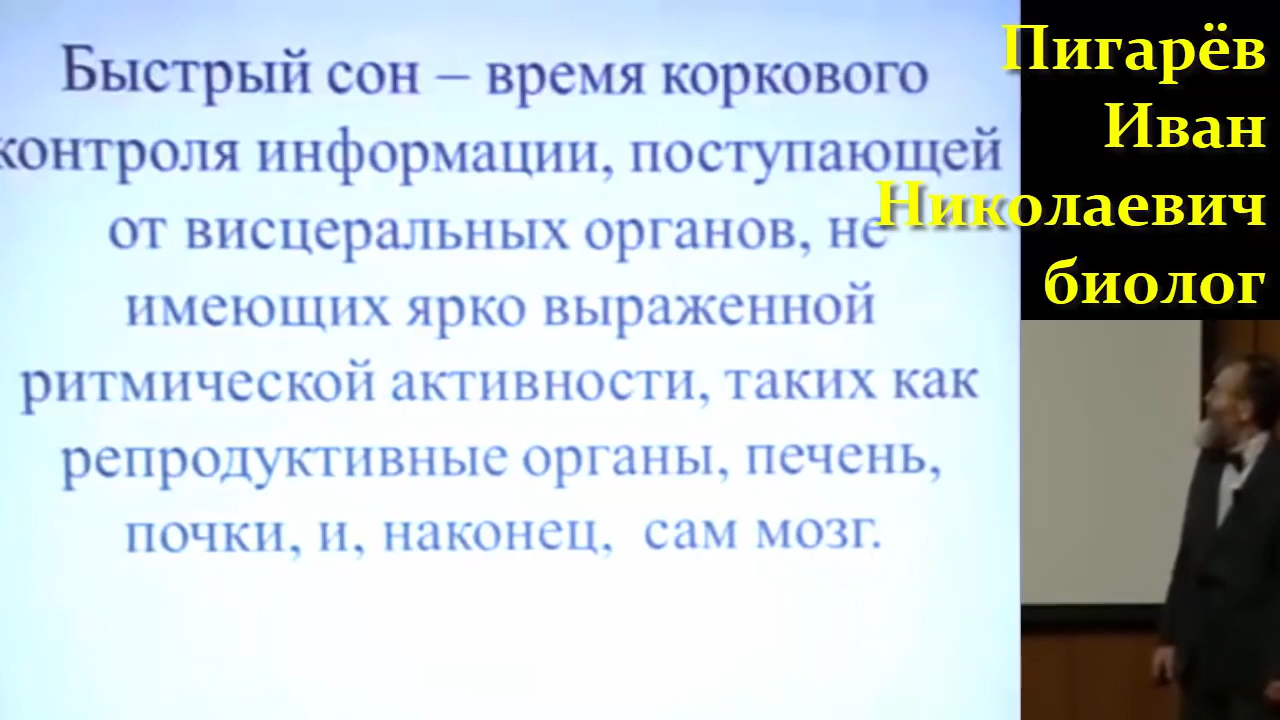 Быстрый сон – время коркового
контроля информации, поступающей
от висцеральных органов, не
имеющих ярко выраженной
ритмической активности, таких как
репродуктивные органы, печень,
почки, и, наконец, сам мозг.
Пигарёв
Иван
Николаевич
биолог